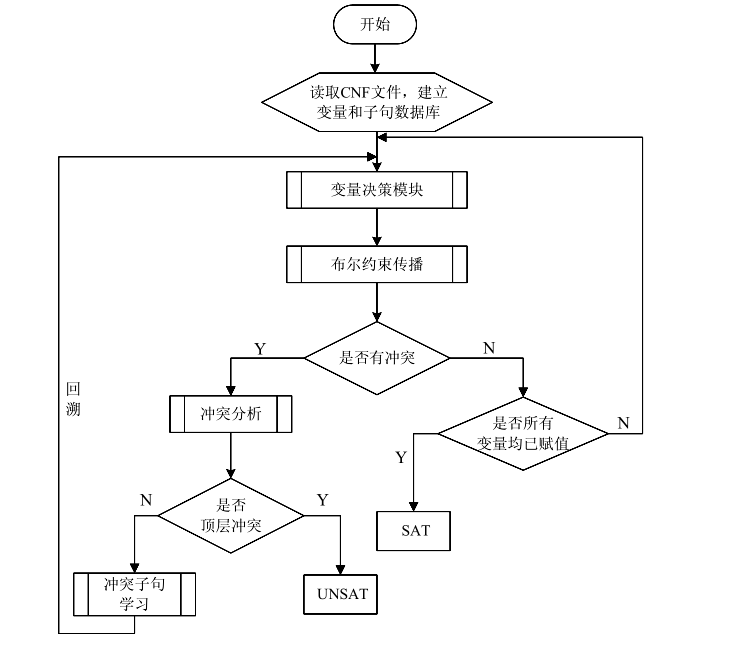 开始
读取CNF文件，建立
变量和子句数据库
变量决策模块
布尔约束传播
是否有冲突
Y
N
回
溯
冲突分析
是否所有
变量均已赋值
N
Y
是否
顶层冲突
N
Y
SAT
冲突子句
学习
UNSAT